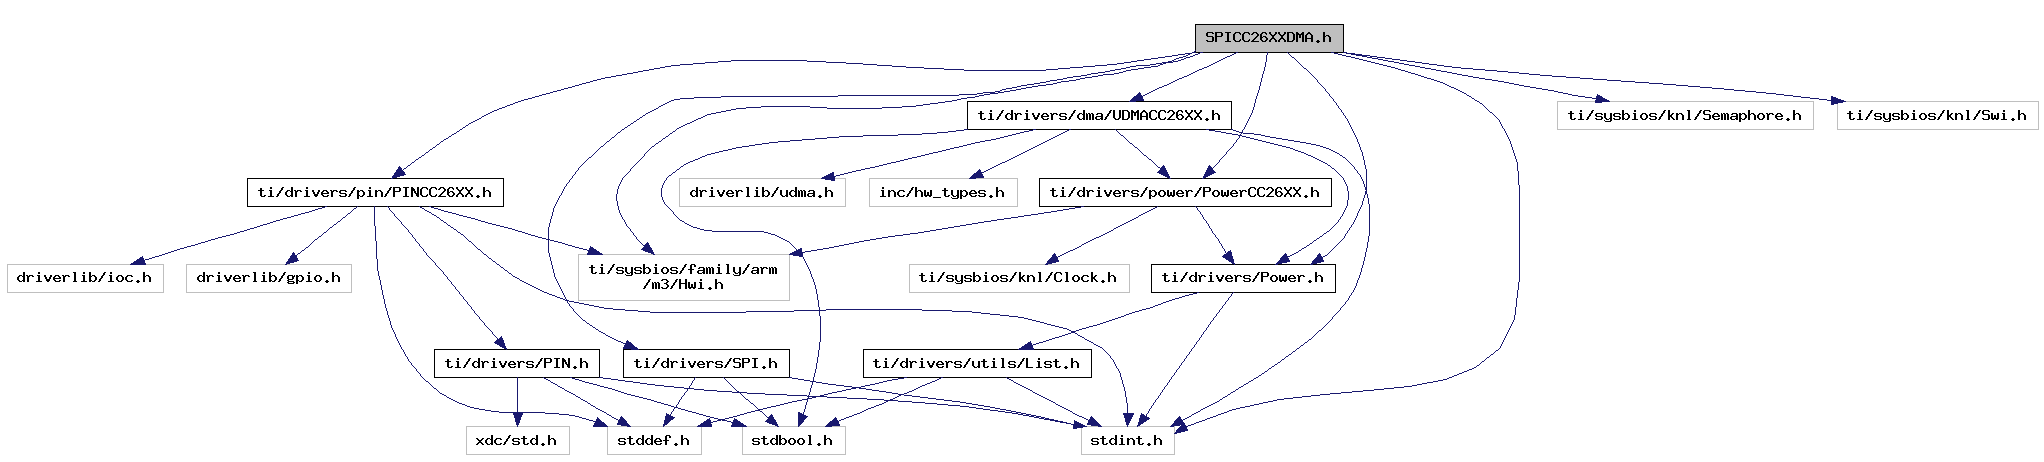 SPICC26XXDMA.h
ti/drivers/dma/UDMACC26XX.h
ti/sysbios/knl/Semaphore.h
ti/sysbios/knl/Swi.h
ti/drivers/pin/PINCC26XX.h
driverlib/udma.h
inc/hw_types.h
ti/drivers/power/PowerCC26XX.h
driverlib/ioc.h
driverlib/gpio.h
ti/sysbios/family/arm
/m3/Hwi.h
ti/sysbios/knl/Clock.h
ti/drivers/Power.h
ti/drivers/PIN.h
ti/drivers/SPI.h
ti/drivers/utils/List.h
xdc/std.h
stddef.h
stdbool.h
stdint.h